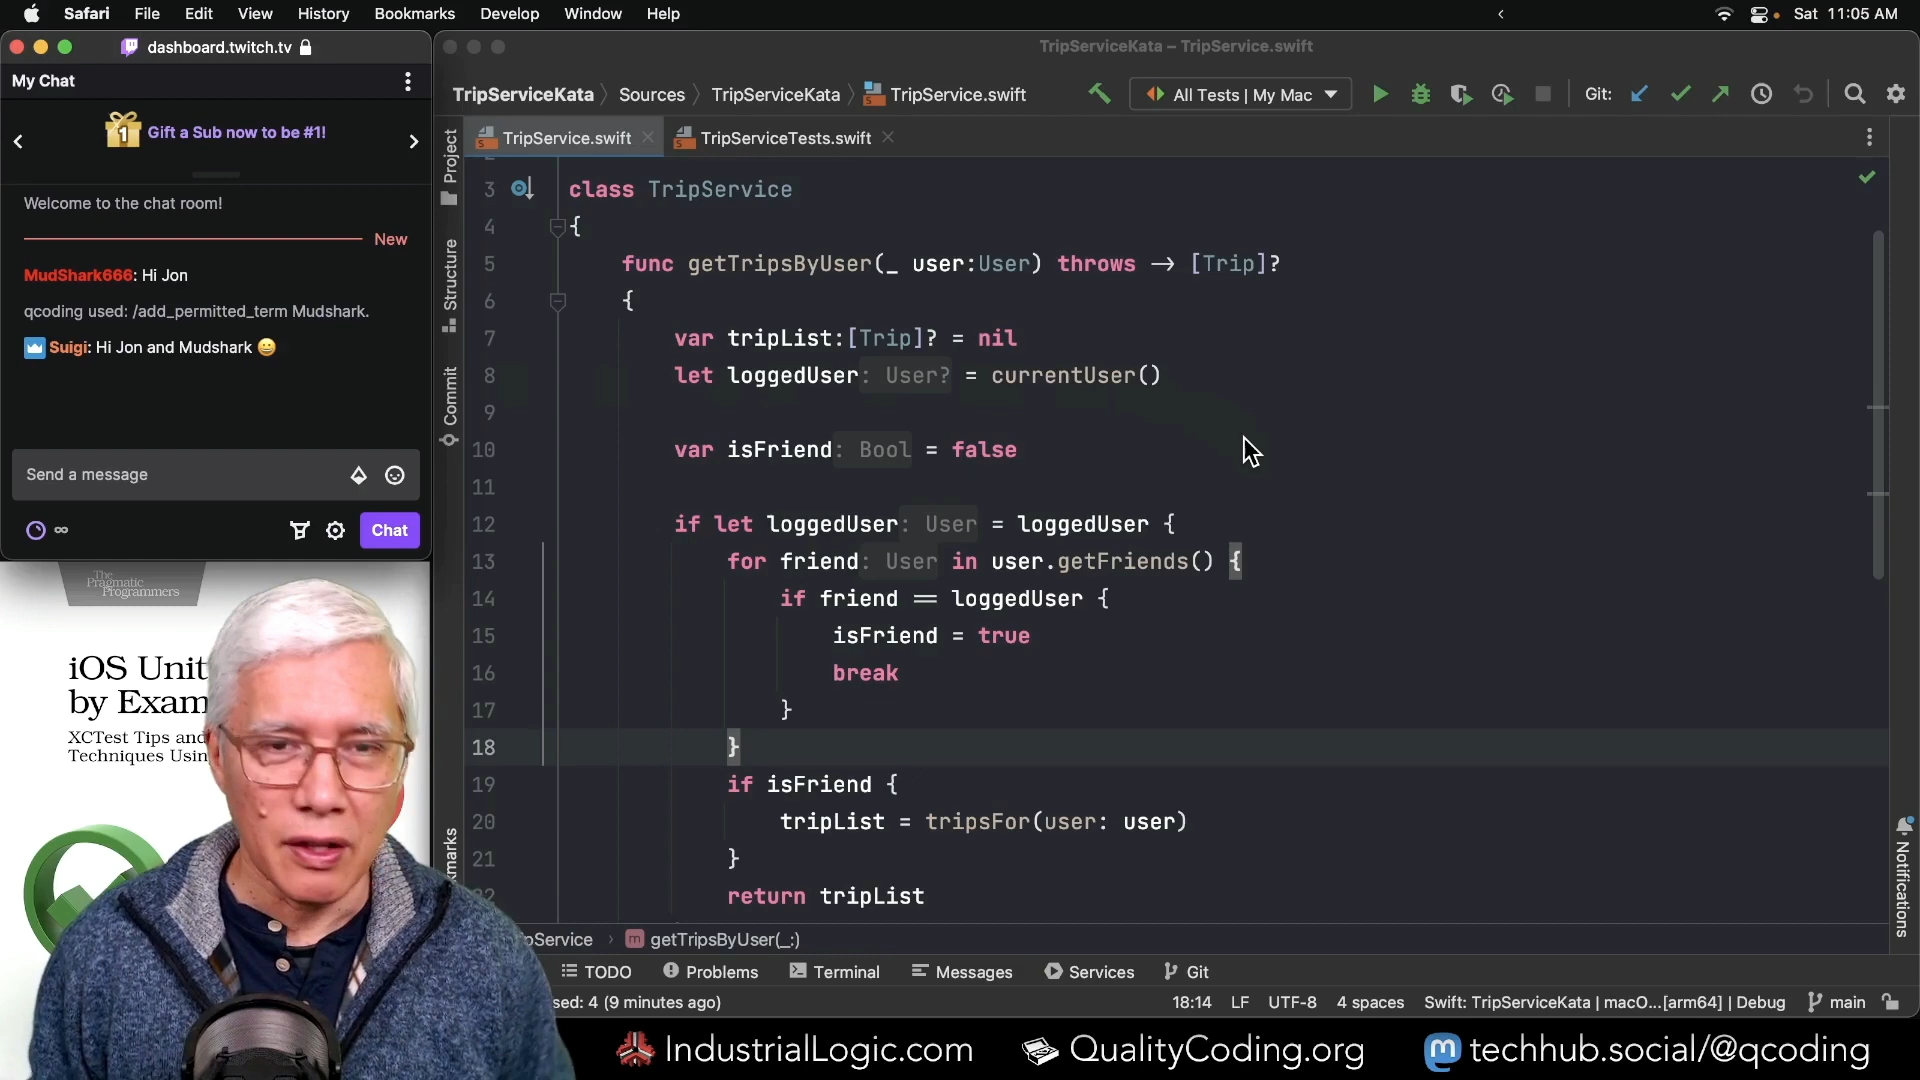 Safari File Edit View History Bookmarks Develop Window Help
Sat 11:05 AM
dashboard.twitch.tv
My Chat
1
Gift a Sub now to be #1!
Welcome to the chat room!
New
MudShark666: Hi Jon
qcoding used: /add_permitted_term Mudshark.
Suigi: Hi Jon and Mudshark 😀
Send a message
∞
Chat
The
Pragmatic
Programmers
iOS Unit
by Exam
XCTest Tips and
Techniques Usin
TripServiceKata – TripService.swift
TripServiceKata Sources TripServiceKata TripService.swift
All Tests | My Mac
Git:
TripService.swift
TripServiceTests.swift
Project
Structure
Commit
Notifications
3 class TripService
4 {
5 func getTripsByUser(_ user:User) throws → [Trip]?
6 {
7 var tripList:[Trip]? = nil
8 let loggedUser: User? = currentUser()
9
10 var isFriend: Bool = false
11
12 if let loggedUser: User = loggedUser {
13 for friend: User in user.getFriends() {
14 if friend == loggedUser {
15 isFriend = true
16 break
17 }
18 }
19 if isFriend {
20 tripList = tripsFor(user: user)
21 }
return tripList
pService › m getTripsByUser(_:)
TODO Problems Terminal Messages Services Git
sed: 4 (9 minutes ago)
18:14 LF UTF-8 4 spaces Swift: TripServiceKata | macO...[arm64] | Debug main
IndustrialLogic.com
QualityCoding.org
techhub.social/@qcoding